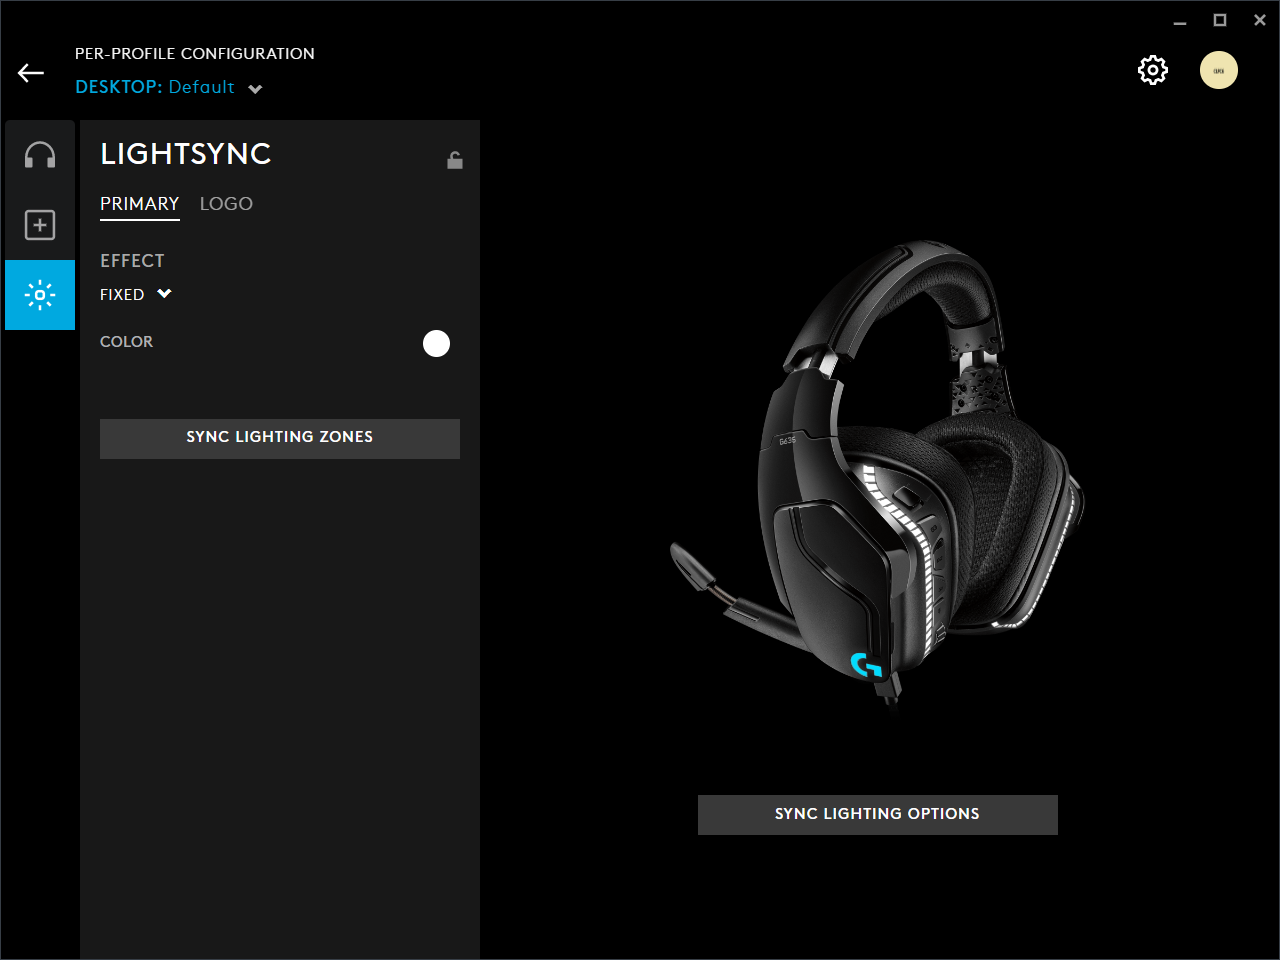 PER-PROFILE CONFIGURATION
DESKTOP: Default
LIGHTSYNC
PRIMARY LOGO
EFFECT
FIXED
COLOR
SYNC LIGHTING ZONES
G635
SYNC LIGHTING OPTIONS